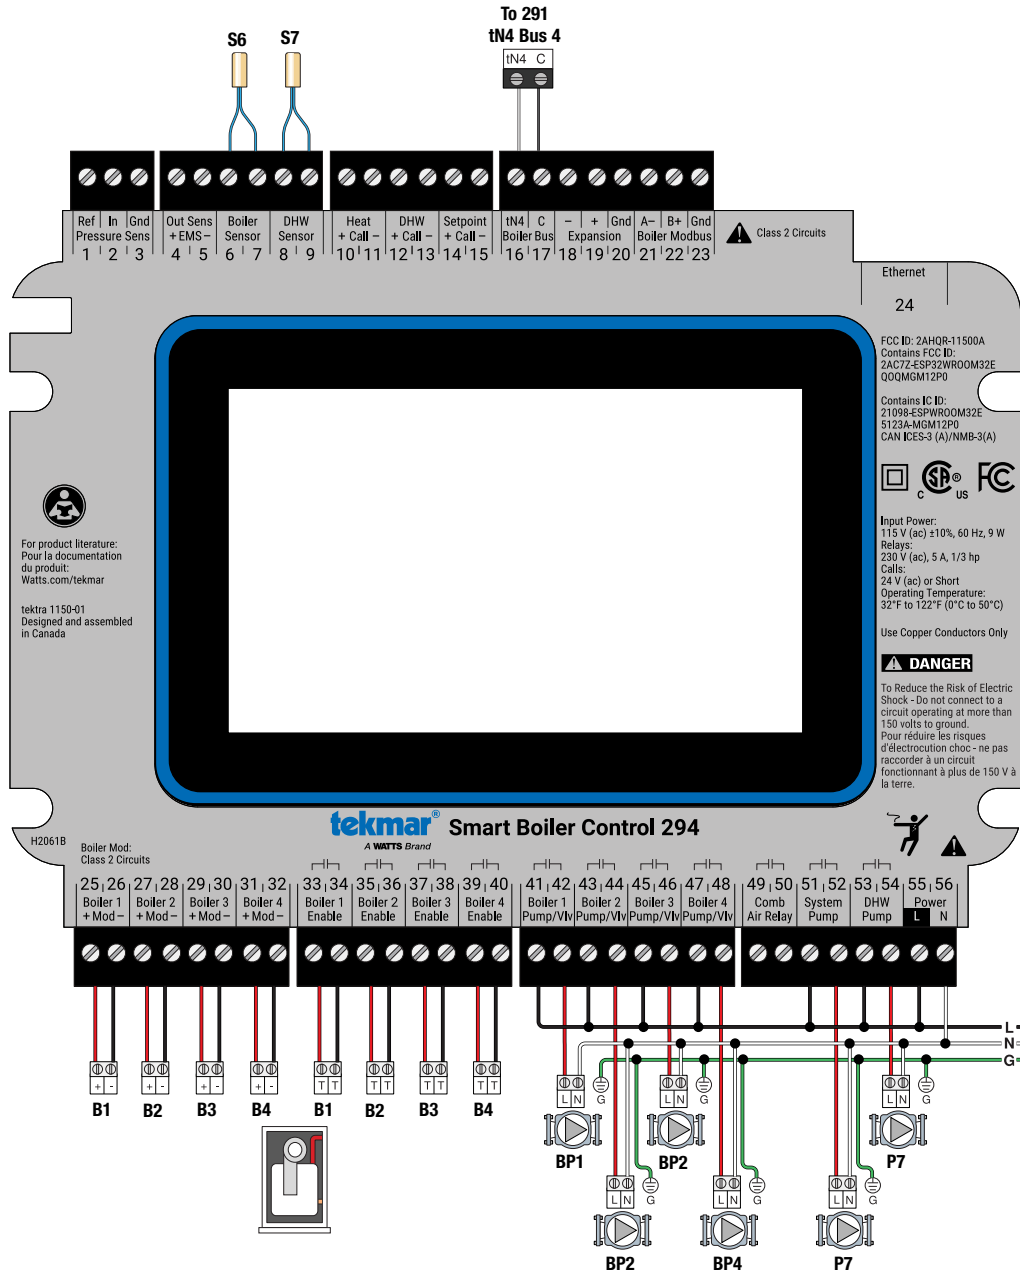 To 291
tN4 Bus 4
S6 S7
tN4 C
Ref In Gnd
Pressure Sens
1 2 3
Out Sens
+ EMS –
4 5
Boiler
Sensor
6 7
DHW
Sensor
8 9
Heat
+ Call –
10 11
DHW
+ Call –
12 13
Setpoint
+ Call –
14 15
tN4 C
Boiler Bus
16 17
– + Gnd
Expansion
18 19 20
A– B+ Gnd
Boiler Modbus
21 22 23
Class 2 Circuits
Ethernet
24
FCC ID: 2AHQR-11500A
Contains FCC ID:
2AC7Z-ESP32WROOM32E
QOQMGM12P0
Contains IC ID:
21098-ESPWROOM32E
5123A-MGM12P0
CAN ICES-3 (A)/NMB-3(A)
C SA ® US FC
Input Power:
115 V (ac) ±10%, 60 Hz, 9 W
Relays:
230 V (ac), 5 A, 1/3 hp
Calls:
24 V (ac) or Short
Operating Temperature:
32°F to 122°F (0°C to 50°C)
Use Copper Conductors Only
DANGER
To Reduce the Risk of Electric
Shock - Do not connect to a
circuit operating at more than
150 volts to ground.
Pour réduire les risques
d'électrocution choc - ne pas
raccorder à un circuit
fonctionnant à plus de 150 V à
la terre.
For product literature:
Pour la documentation
du produit:
Watts.com/tekmar
tektra 1150-01
Designed and assembled
in Canada
H2061B
tekmar® Smart Boiler Control 294
A WATTS Brand
Boiler Mod:
Class 2 Circuits
25 26
Boiler 1
+ Mod –
27 28
Boiler 2
+ Mod –
29 30
Boiler 3
+ Mod –
31 32
Boiler 4
+ Mod –
33 34
Boiler 1
Enable
35 36
Boiler 2
Enable
37 38
Boiler 3
Enable
39 40
Boiler 4
Enable
41 42
Boiler 1
Pump/Vlv
43 44
Boiler 2
Pump/Vlv
45 46
Boiler 3
Pump/Vlv
47 48
Boiler 4
Pump/Vlv
49 50
Comb
Air Relay
51 52
System
Pump
53 54
DHW
Pump
55 56
Power
L N
L
N
G
+ - + - + - + - T T T T T T T T
B1 B2 B3 B4 B1 B2 B3 B4
L N G L N G L N G
BP1 BP2 P7
L N G L N G L N G
BP2 BP4 P7